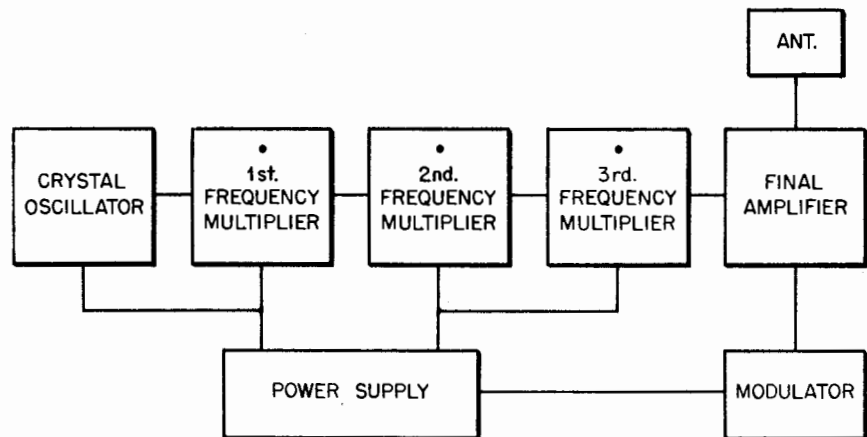 ANT.
CRYSTAL
OSCILLATOR
1st.
FREQUENCY
MULTIPLIER
2nd.
FREQUENCY
MULTIPLIER
3rd.
FREQUENCY
MULTIPLIER
FINAL
AMPLIFIER
POWER SUPPLY
MODULATOR